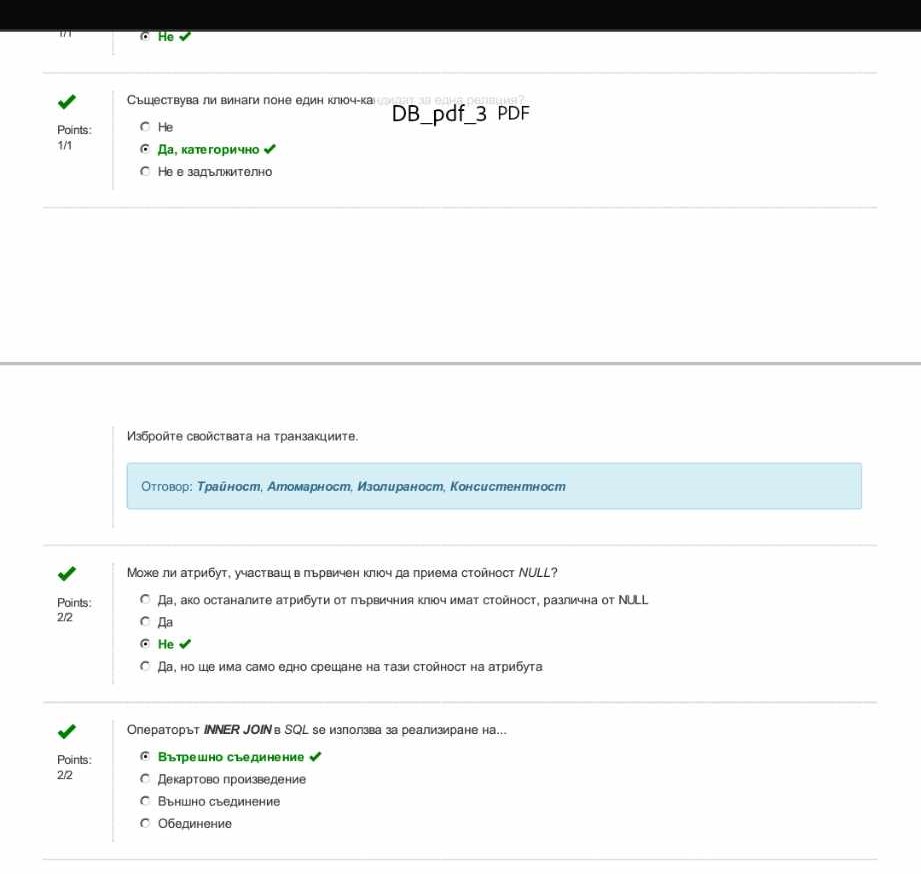 1/1
Не
Съществува ли винаги поне един ключ-кандидат за една релация?
DB_pdf_3 PDF
Points:
1/1
Не
Да, категорично
Не е задължително
Избройте свойствата на транзакциите.
Отговор: Трайност, Атомарност, Изолираност, Консистентност
Може ли атрибут, участващ в първичен ключ да приема стойност NULL?
Points:
2/2
Да, ако останалите атрибути от първичния ключ имат стойност, различна от NULL
Да
Не
Да, но ще има само едно срещане на тази стойност на атрибута
Операторът INNER JOIN в SQL se използва за реализиране на...
Points:
2/2
Вътрешно съединение
Декартово произведение
Външно съединение
Обединение